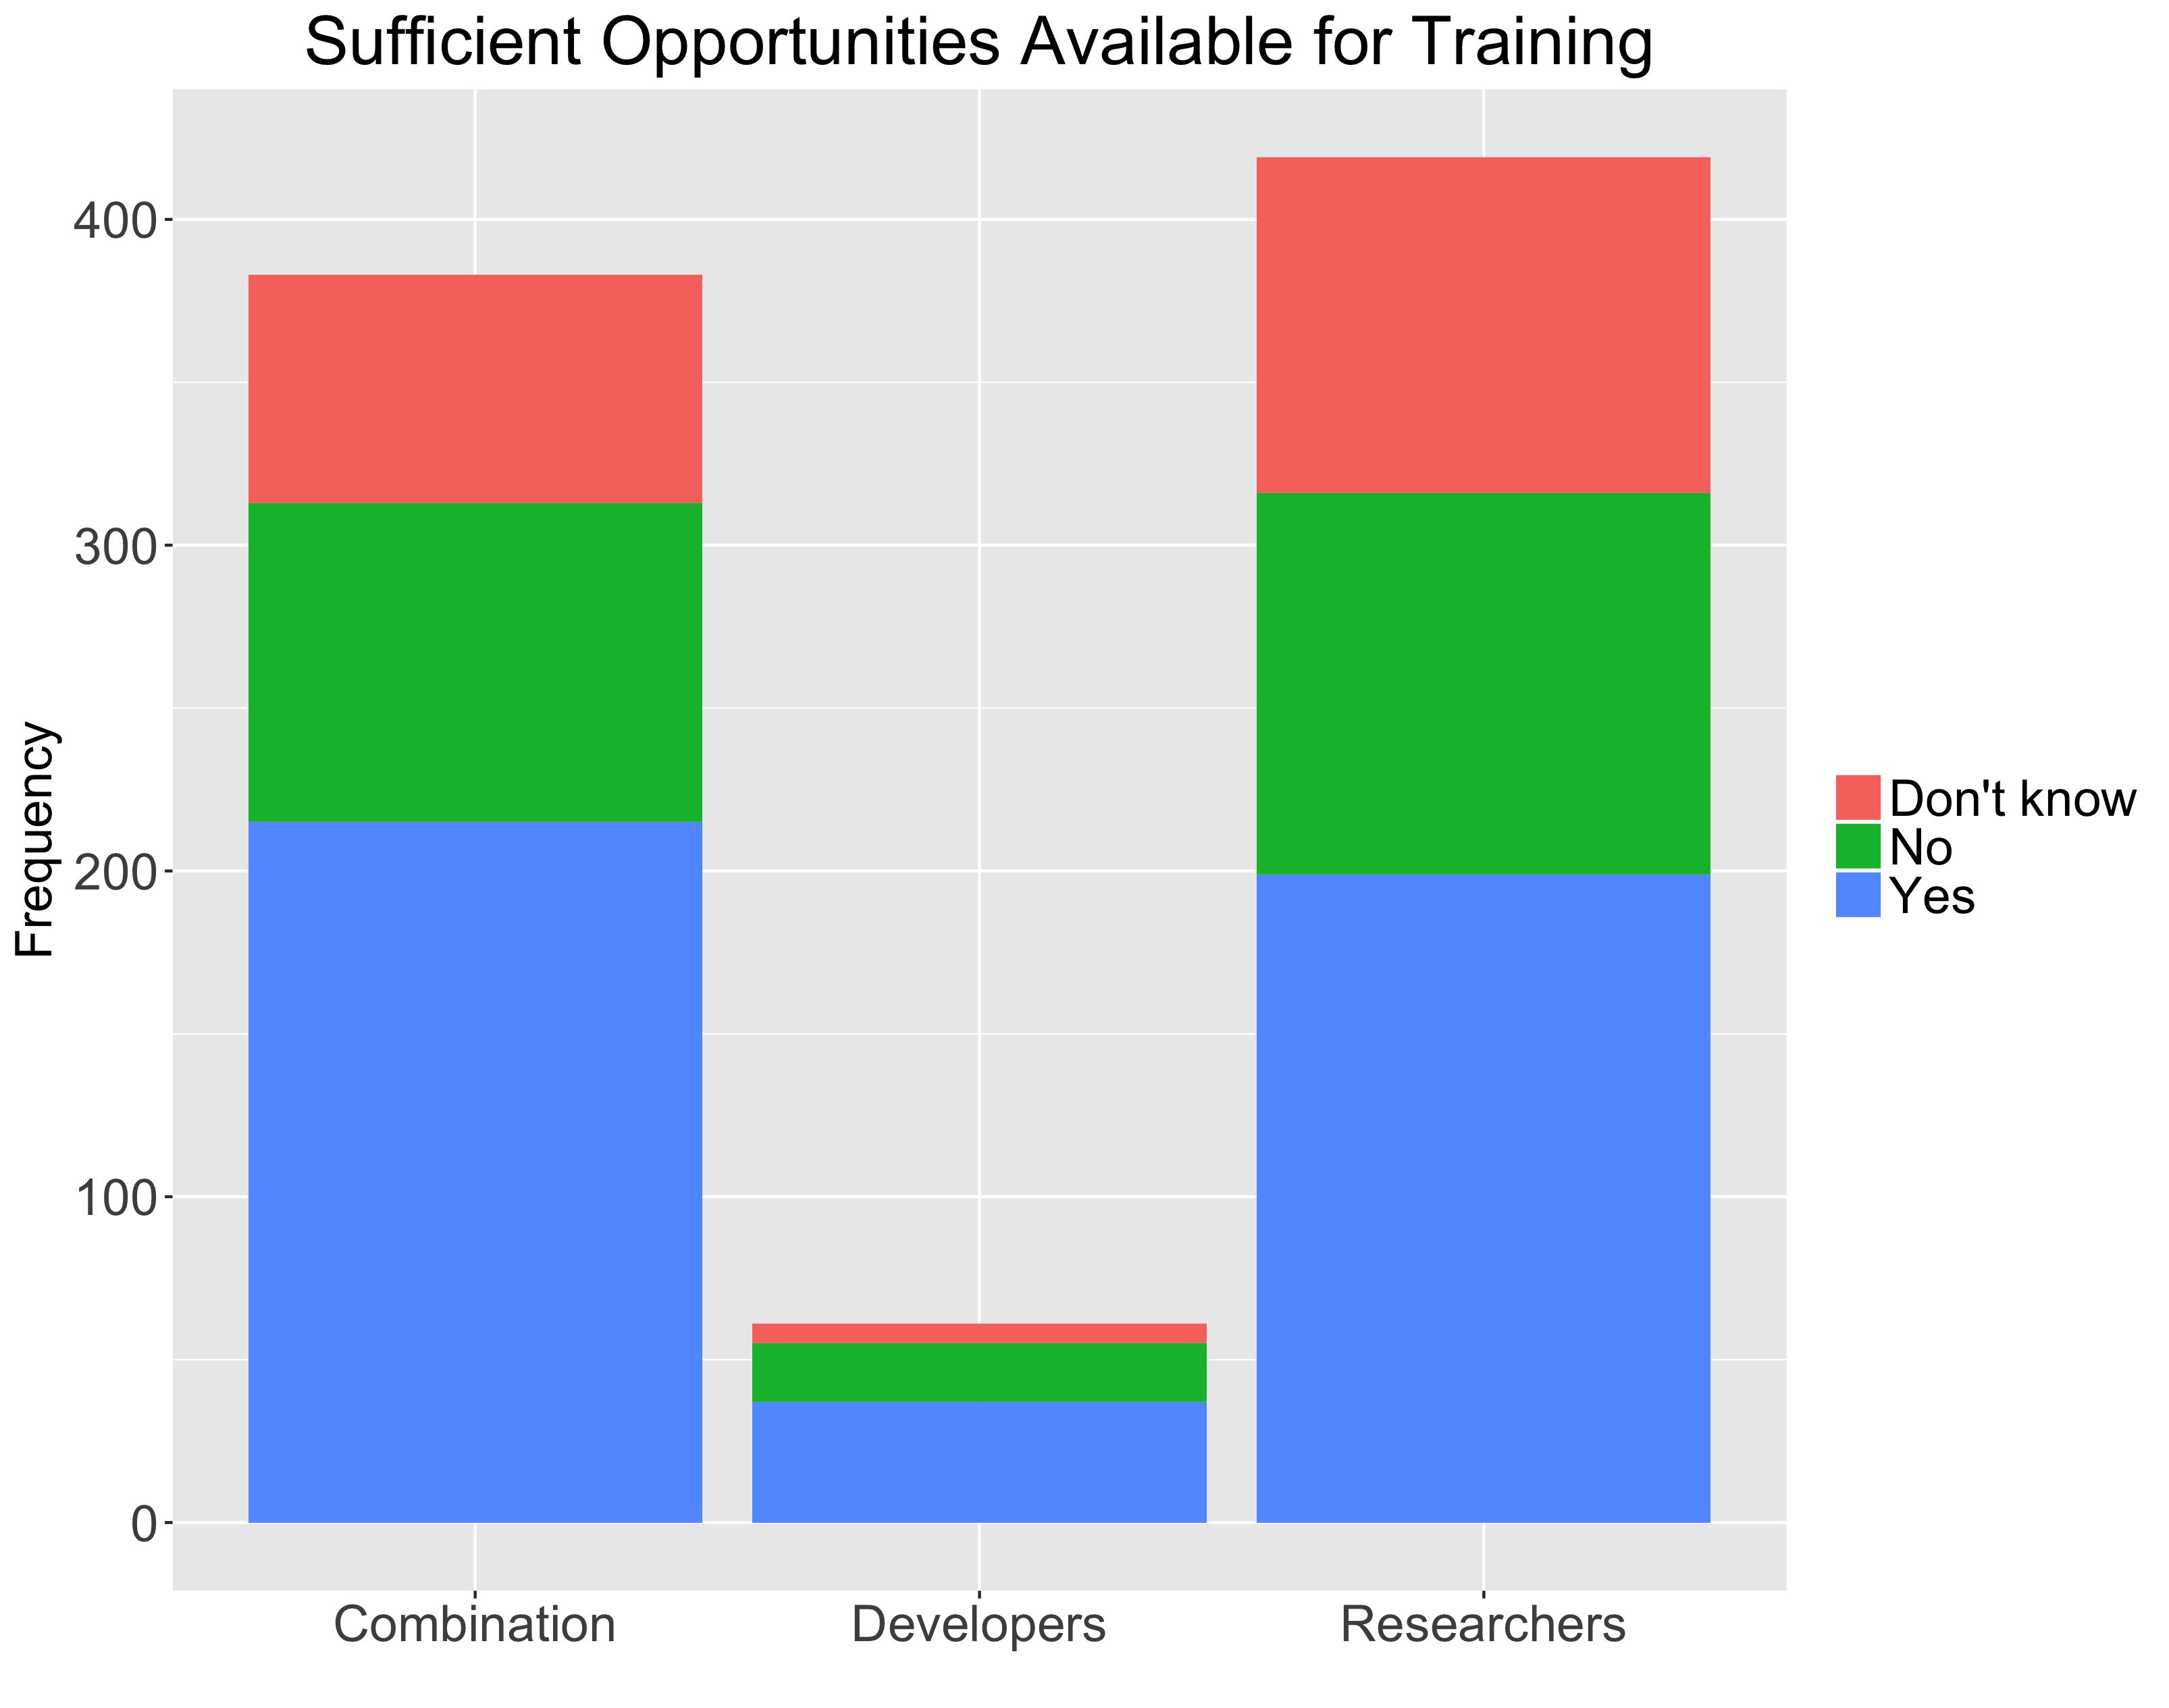 Sufficient Opportunities Available for Training
Frequency
400
300
200
100
0
Combination
Developers
Researchers
Don't know
No
Yes